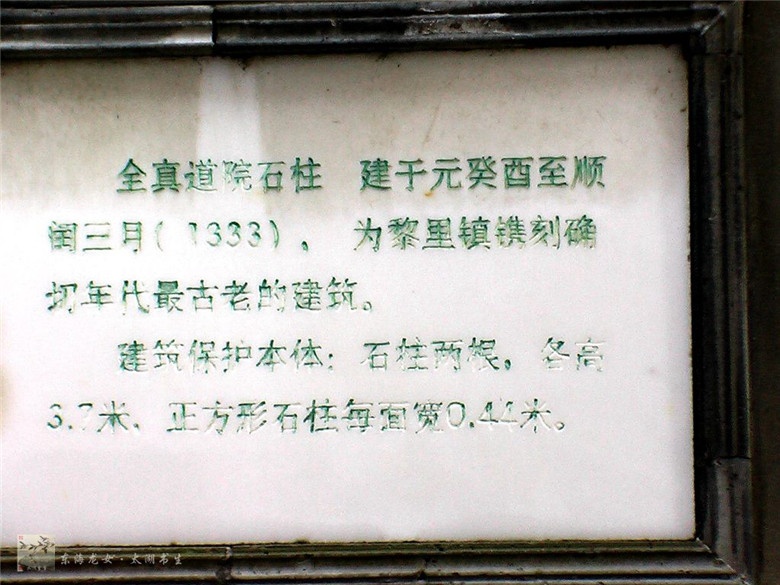 全真道院石柱 建于元癸酉至顺
闰三月(1333)，为黎里镇镌刻确
切年代最古老的建筑。
建筑保护本体：石柱两根，各高
3.7米，正方形石柱每面宽0.44米。
东海龙女·太湖书生